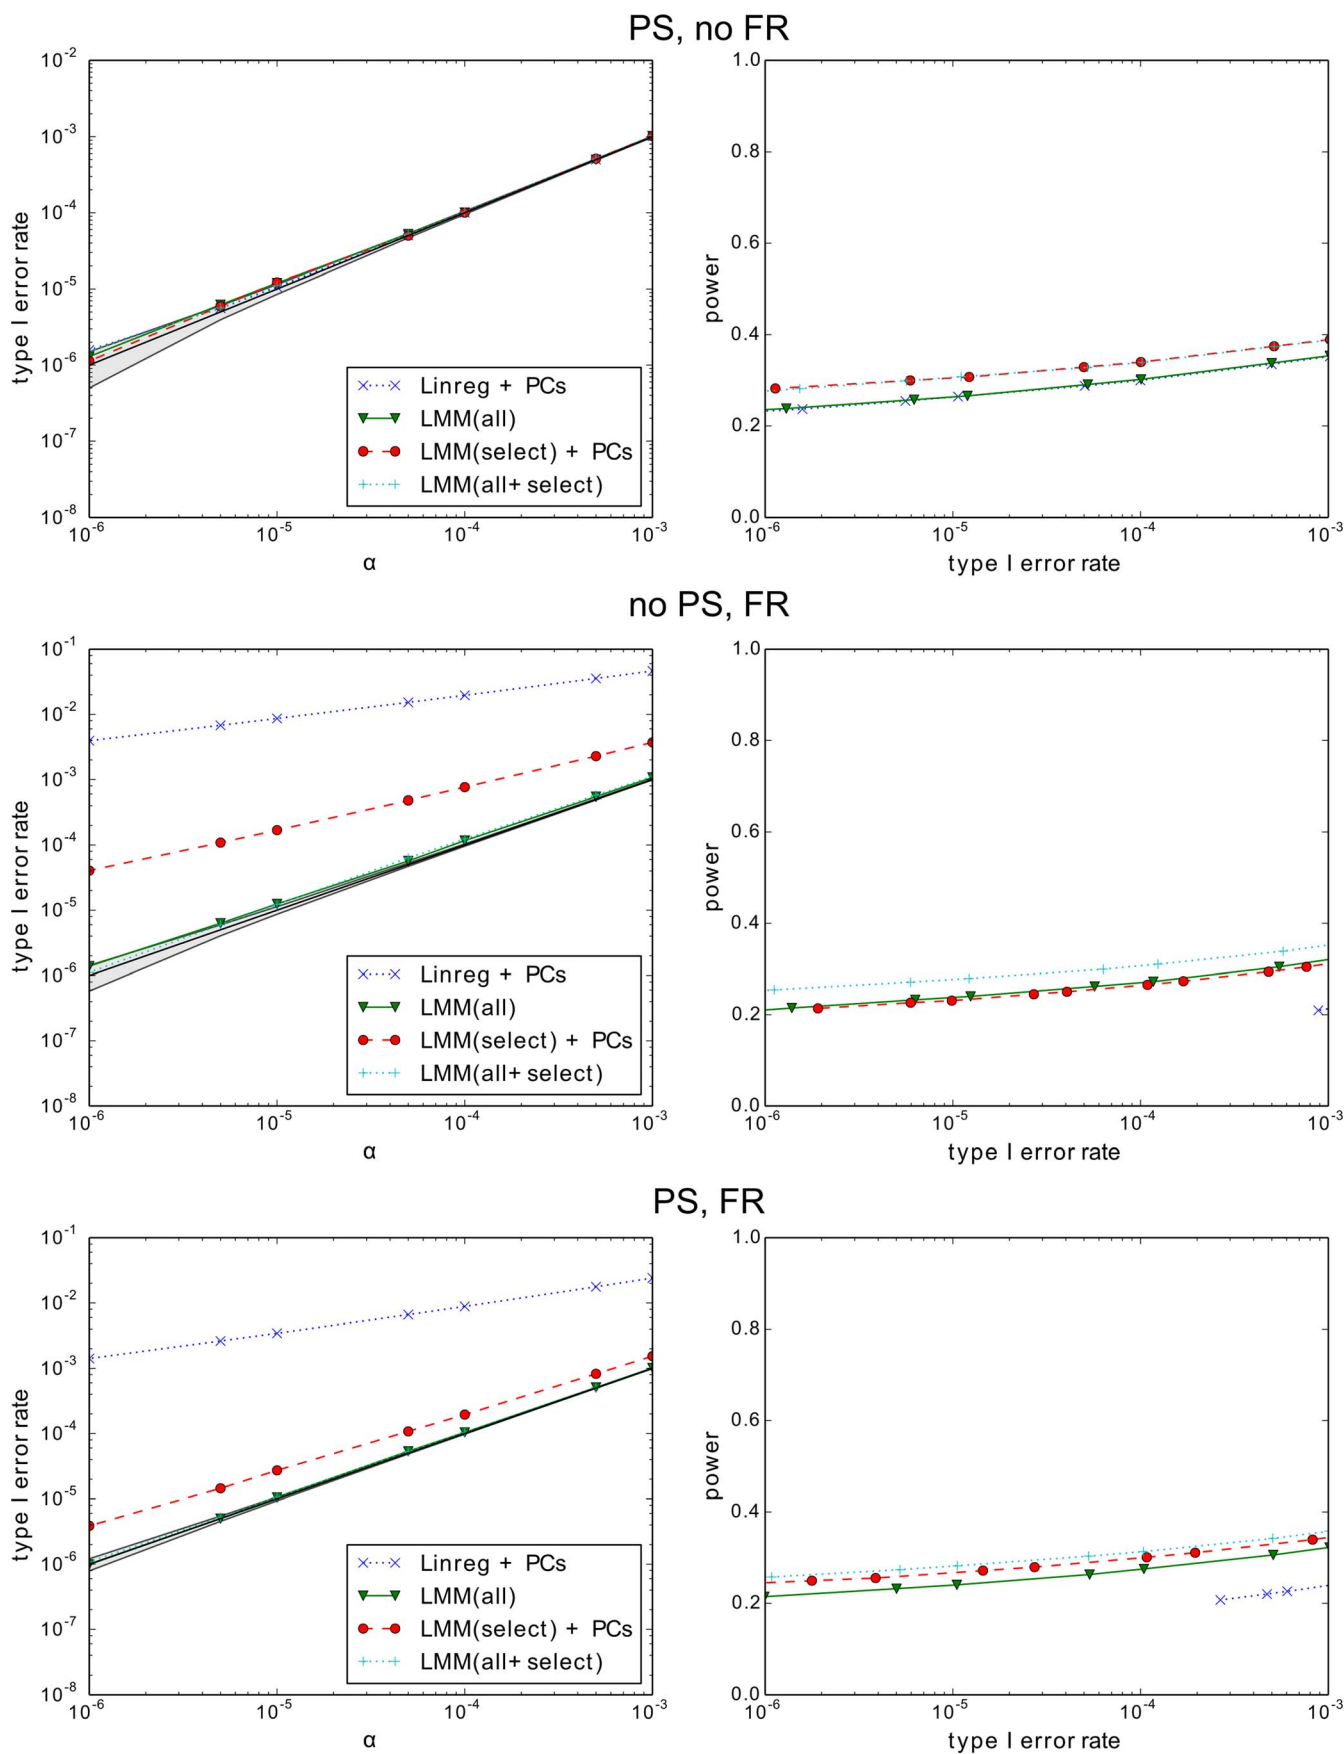 PS, no FR
10-2
10-3
10-4
10-5
10-6
10-7
10-8
type I error rate
10-6
10-5
10-4
10-3
α
Linreg + PCs
LMM(all)
LMM(select) + PCs
LMM(all+select)
1.0
0.8
0.6
0.4
0.2
0.0
power
10-6
10-5
10-4
10-3
type I error rate
no PS, FR
10-1
10-2
10-3
10-4
10-5
10-6
10-7
10-8
type I error rate
10-6
10-5
10-4
10-3
α
Linreg + PCs
LMM(all)
LMM(select) + PCs
LMM(all+select)
1.0
0.8
0.6
0.4
0.2
0.0
power
10-6
10-5
10-4
10-3
type I error rate
PS, FR
10-1
10-2
10-3
10-4
10-5
10-6
10-7
10-8
type I error rate
10-6
10-5
10-4
10-3
α
Linreg + PCs
LMM(all)
LMM(select) + PCs
LMM(all+select)
1.0
0.8
0.6
0.4
0.2
0.0
power
10-6
10-5
10-4
10-3
type I error rate